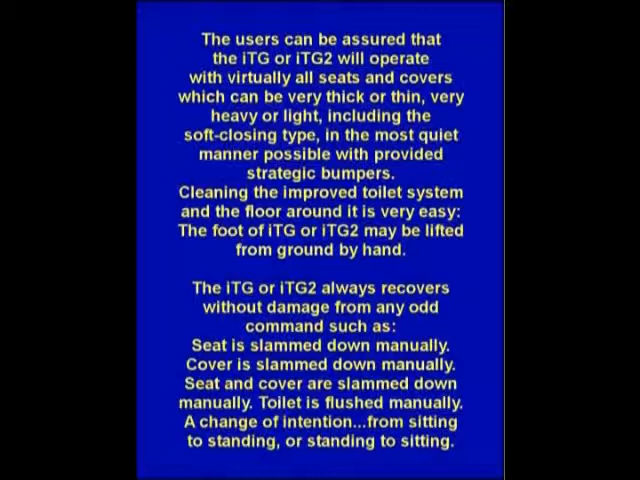 The users can be assured that
the iTG or iTG2 will operate
with virtually all seats and covers
which can be very thick or thin, very
heavy or light, including the
soft-closing type, in the most quiet
manner possible with provided
strategic bumpers.
Cleaning the improved toilet system
and the floor around it is very easy:
The foot of iTG or iTG2 may be lifted
from ground by hand.
The iTG or iTG2 always recovers
without damage from any odd
command such as:
Seat is slammed down manually.
Cover is slammed down manually.
Seat and cover are slammed down
manually. Toilet is flushed manually.
A change of intention...from sitting
to standing, or standing to sitting.